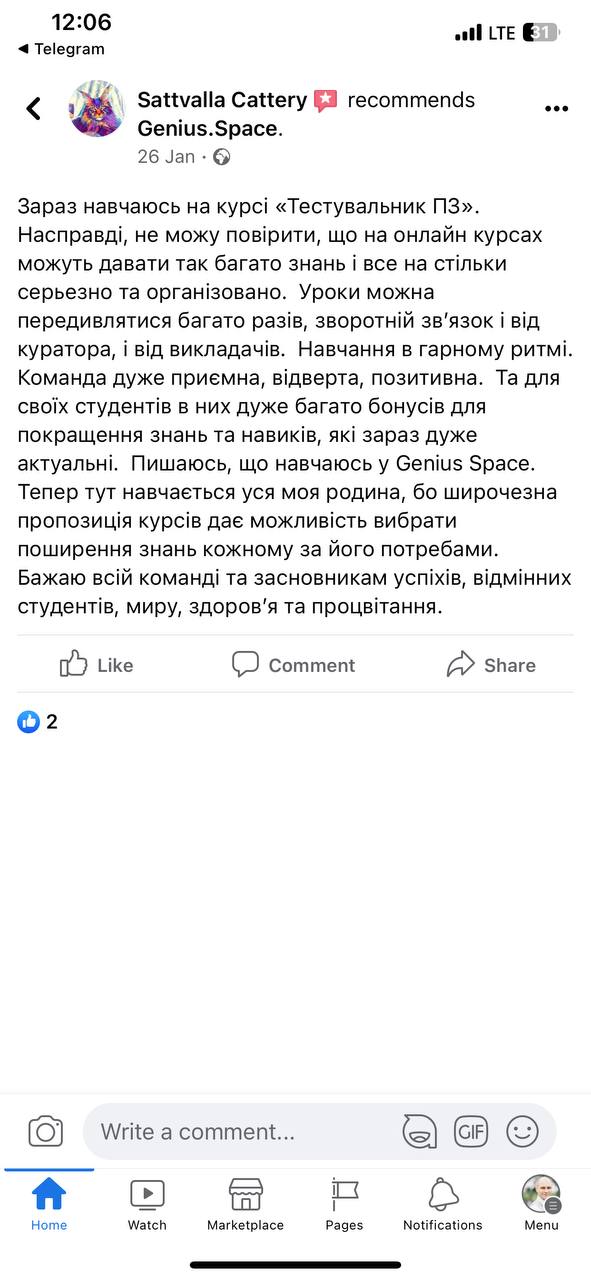 12:06
LTE 31
◀ Telegram
Sattvalla Cattery recommends
Genius.Space.
26 Jan ·
Зараз навчаюсь на курсі «Тестувальник ПЗ».
Насправді, не можу повірити, що на онлайн курсах
можуть давати так багато знань і все на стільки
серьезно та організовано.  Уроки можна
передивлятися багато разів, зворотній зв’язок і від
куратора, і від викладачів.  Навчання в гарному ритмі.
Команда дуже приємна, відверта, позитивна.  Та для
своїх студентів в них дуже багато бонусів для
покращення знань та навиків, які зараз дуже
актуальні.  Пишаюсь, що навчаюсь у Genius Space.
Тепер тут навчається уся моя родина, бо широчезна
пропозиція курсів дає можливість вибрати
поширення знань кожному за його потребами.
Бажаю всій команді та засновникам успіхів, відмінних
студентів, миру, здоров’я та процвітання.
Like Comment Share
2
Write a comment... GIF
Home Watch Marketplace Pages Notifications Menu